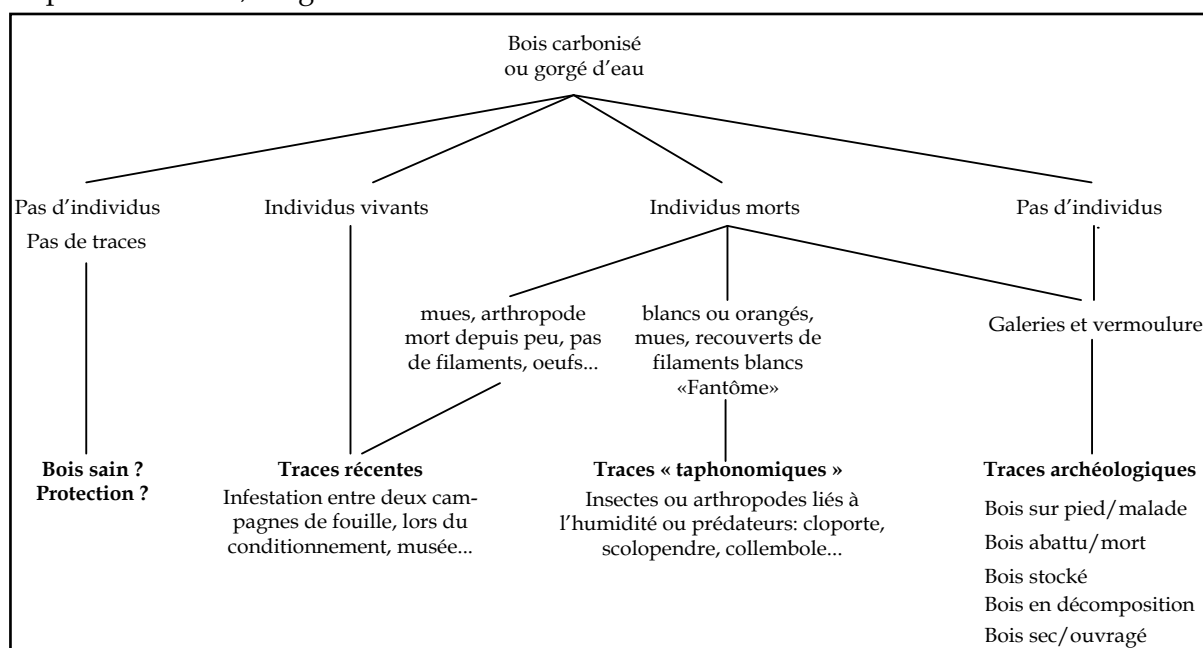 Bois carbonisé
ou gorgé d’eau
Pas d’individus
Pas de traces
Individus vivants
Individus morts
Pas d’individus
mues, arthropode
mort depuis peu, pas
de filaments, oeufs...
blancs ou orangés,
mues, recouverts de
filaments blancs
«Fantôme»
Galeries et vermoulure
Bois sain ?
Protection ?
Traces récentes
Infestation entre deux cam-
pagnes de fouille, lors du
conditionnement, musée...
Traces « taphonomiques »
Insectes ou arthropodes liés à
l’humidité ou prédateurs: cloporte,
scolopendre, collembole...
Traces archéologiques
Bois sur pied/malade
Bois abattu/mort
Bois stocké
Bois en décomposition
Bois sec/ouvragé